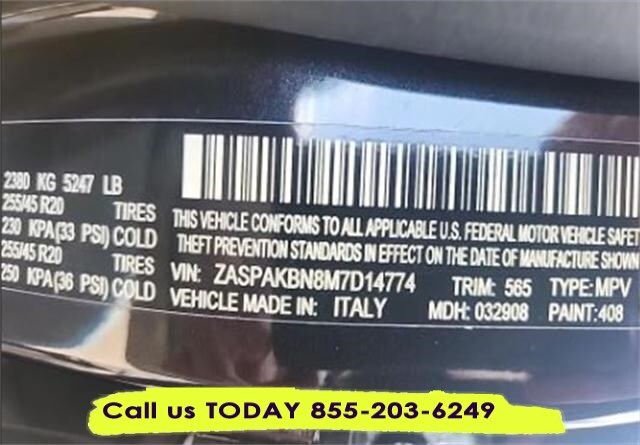 2380 KG 5247 LB
255/45 R20 TIRES
230 KPA(33 PSI) COLD
255/45 R20 TIRES
250 KPA(36 PSI) COLD
THIS VEHICLE CONFORMS TO ALL APPLICABLE U.S. FEDERAL MOTOR VEHICLE SAFET
THEFT PREVENTION STANDARDS IN EFFECT ON THE DATE OF MANUFACTURE SHOWN
VIN: ZASPAKBN8M7D14774 TRIM: 565 TYPE:MPV
VEHICLE MADE IN: ITALY MDH: 032908 PAINT:408
Call us TODAY 855-203-6249